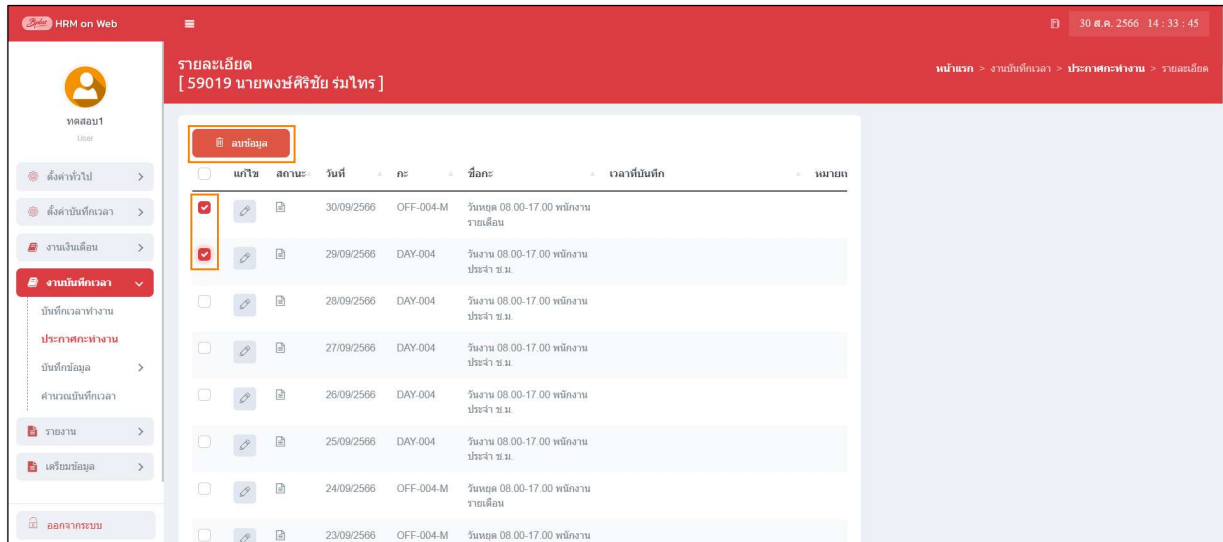 Bplus HRM on Web
30 ส.ค. 2566 14 : 33 : 45
รายละเอียด
[ 59019 นายพงษ์ศิริชัย ร่มไทร ]
หน้าแรก > งานบันทึกเวลา > ประกาศกะทำงาน > รายละเอียด
ทดสอบ1
User
ตั้งค่าทั่วไป
ตั้งค่าบันทึกเวลา
งานเงินเดือน
งานบันทึกเวลา
บันทึกเวลาทำงาน
ประกาศกะทำงาน
บันทึกข้อมูล
คำนวณบันทึกเวลา
รายงาน
เตรียมข้อมูล
ออกจากระบบ
ลบข้อมูล
แก้ไข สถานะ วันที่ กะ ชื่อกะ เวลาที่บันทึก หมายเห
30/09/2566 OFF-004-M วันหยุด 08.00-17.00 พนักงาน
รายเดือน
29/09/2566 DAY-004 วันงาน 08.00-17.00 พนักงาน
ประจำ ช.ม.
28/09/2566 DAY-004 วันงาน 08.00-17.00 พนักงาน
ประจำ ช.ม.
27/09/2566 DAY-004 วันงาน 08.00-17.00 พนักงาน
ประจำ ช.ม.
26/09/2566 DAY-004 วันงาน 08.00-17.00 พนักงาน
ประจำ ช.ม.
25/09/2566 DAY-004 วันงาน 08.00-17.00 พนักงาน
ประจำ ช.ม.
24/09/2566 OFF-004-M วันหยุด 08.00-17.00 พนักงาน
รายเดือน
23/09/2566 OFF-004-M วันหยุด 08.00-17.00 พนักงาน